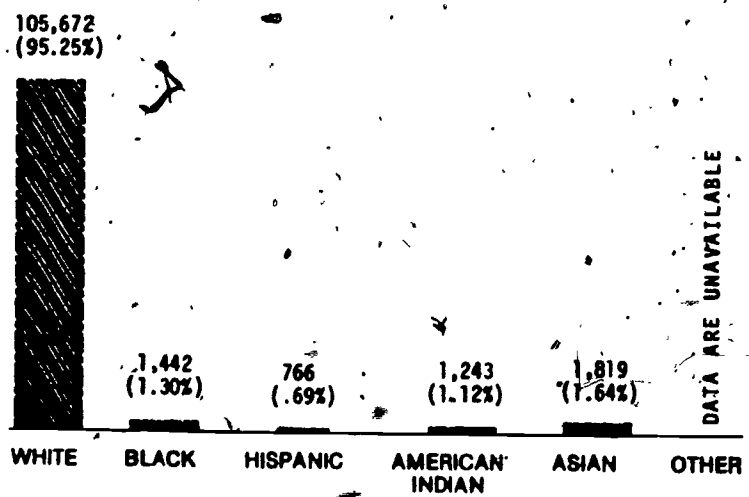 105,672
(95.25%)
1,442
(1.30%)
766
(.69%)
1,243
(1.12%)
1,819
(1.64%)
DATA ARE UNAVAILABLE
WHITE
BLACK
HISPANIC
AMERICAN
INDIAN
ASIAN
OTHER